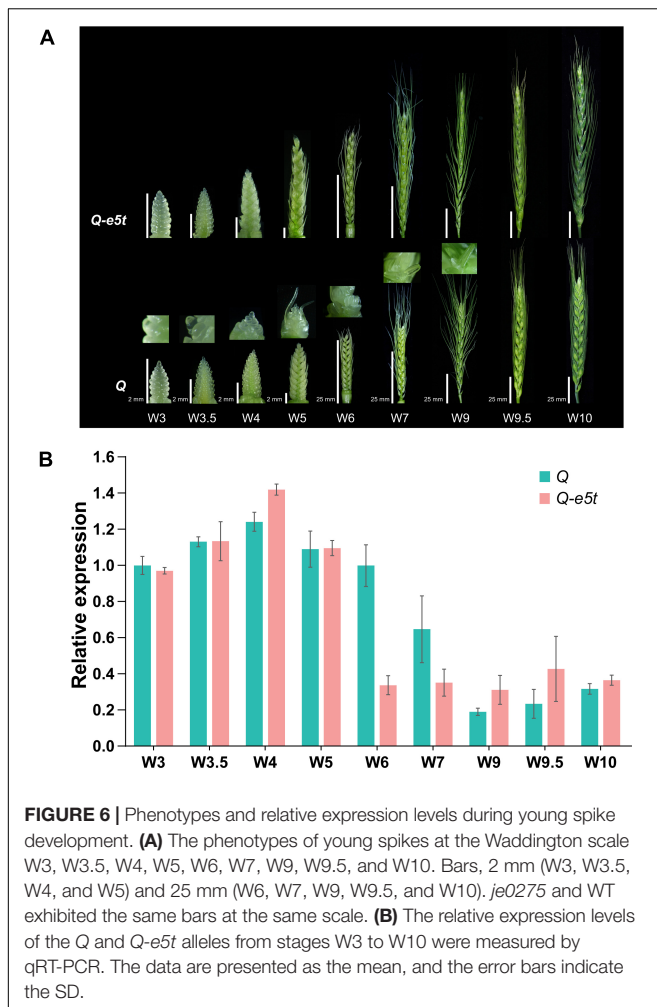 A
Q-e5t
Q
2 mm 2 mm 2 mm 2 mm 25 mm 25 mm 25 mm 25 mm 25 mm
W3 W3.5 W4 W5 W6 W7 W9 W9.5 W10
B
Relative expression
1.6
1.4
1.2
1.0
0.8
0.6
0.4
0.2
0.0
Q
Q-e5t
W3 W3.5 W4 W5 W6 W7 W9 W9.5 W10
FIGURE 6 | Phenotypes and relative expression levels during young spike
development. (A) The phenotypes of young spikes at the Waddington scale
W3, W3.5, W4, W5, W6, W7, W9, W9.5, and W10. Bars, 2 mm (W3, W3.5,
W4, and W5) and 25 mm (W6, W7, W9, W9.5, and W10). je0275 and WT
exhibited the same bars at the same scale. (B) The relative expression levels
of the Q and Q-e5t alleles from stages W3 to W10 were measured by
qRT-PCR. The data are presented as the mean, and the error bars indicate
the SD.